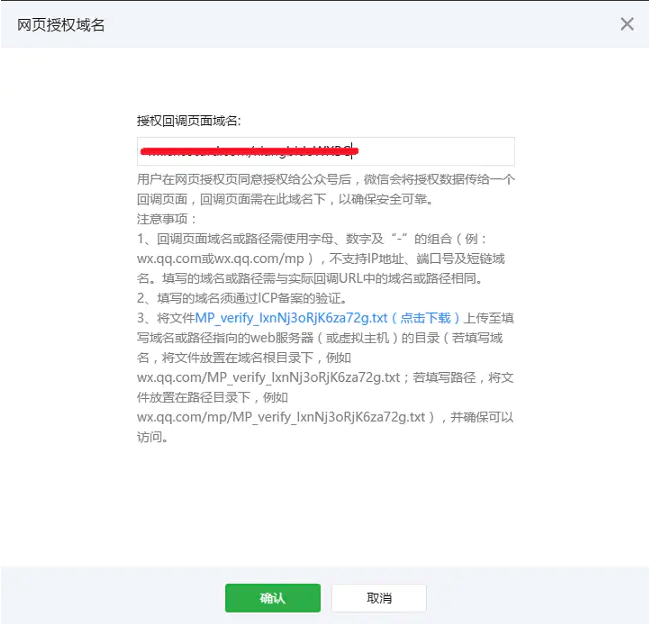 网页授权域名
授权回调页面域名:
用户在网页授权页同意授权给公众号后，微信会将授权数据传给一个
回调页面，回调页面需在此域名下，以确保安全可靠。
注意事项：
1、回调页面域名或路径需使用字母、数字及“-”的组合（例：
wx.qq.com或wx.qq.com/mp），不支持IP地址、端口号及短链域
名。填写的域名或路径需与实际回调URL中的域名或路径相同。
2、填写的域名须通过ICP备案的验证。
3、将文件MP_verify_lxnNj3oRjK6za72g.txt（点击下载）上传至填
写域名或路径指向的web服务器（或虚拟主机）的目录（若填写域
名，将文件放置在域名根目录下，例如
wx.qq.com/MP_verify_lxnNj3oRjK6za72g.txt；若填写路径，将文
件放置在路径目录下，例如
wx.qq.com/mp/MP_verify_lxnNj3oRjK6za72g.txt），并确保可以
访问。
确认
取消